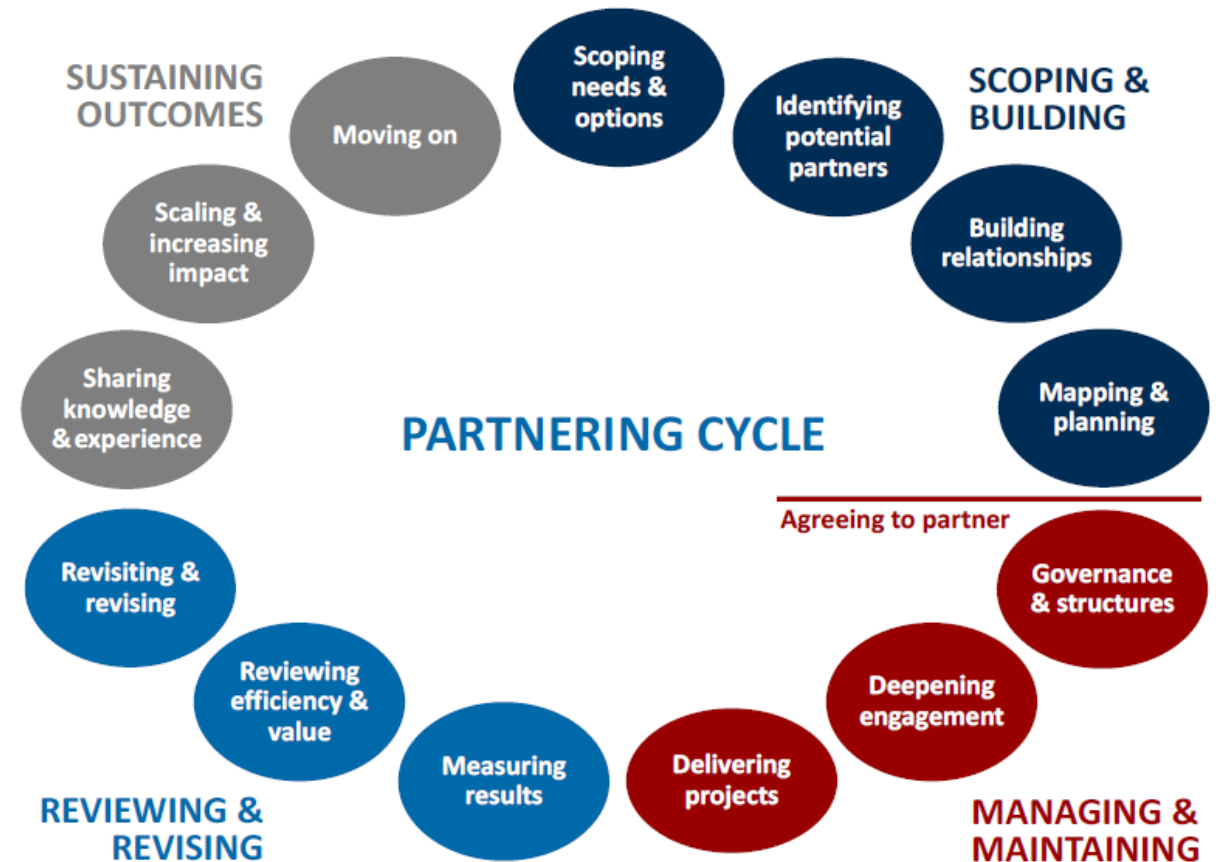 SUSTAINING
OUTCOMES
Moving on
Scoping
needs &
options
Identifying
potential
partners
SCOPING &
BUILDING
Scaling &
increasing
impact
Building
relationships
Sharing
knowledge
& experience
Mapping &
planning
PARTNERING CYCLE
Agreeing to partner
Revisiting &
revising
Governance
& structures
Reviewing
efficiency &
value
Deepening
engagement
Measuring
results
Delivering
projects
REVIEWING &
REVISING
MANAGING &
MAINTAINING